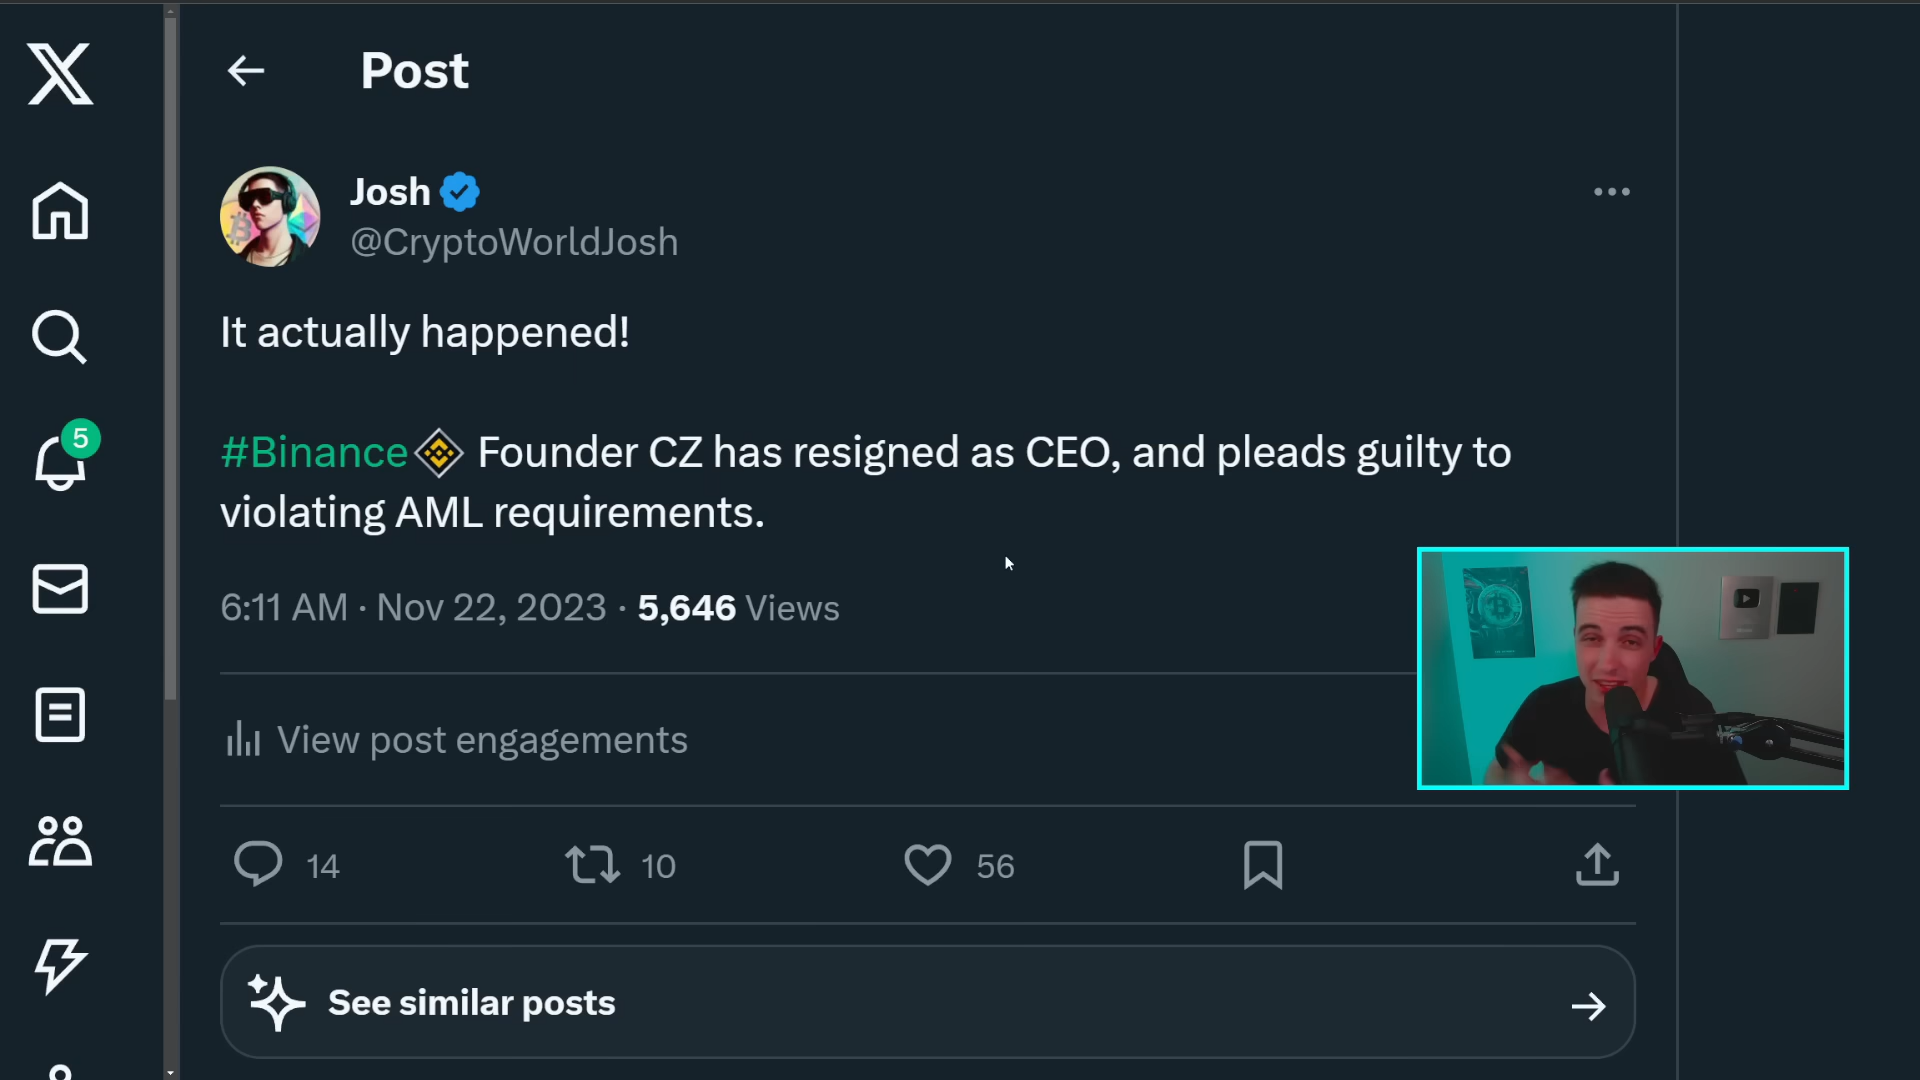 Post
Josh
@CryptoWorldJosh
It actually happened!
#Binance Founder CZ has resigned as CEO, and pleads guilty to
violating AML requirements.
6:11 AM · Nov 22, 2023 · 5,646 Views
View post engagements
14 10 56
See similar posts
5